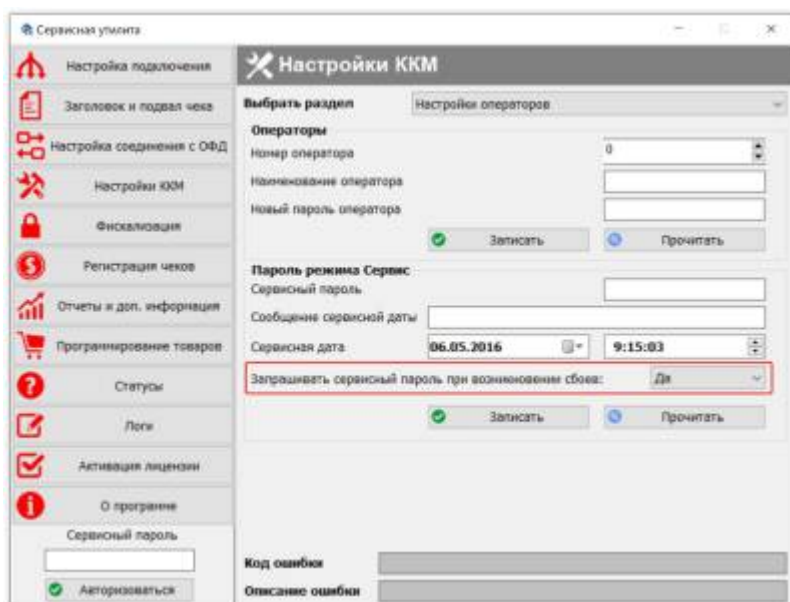 Сервисная утилита
Настройка подключения
Заголовок и подвал чека
Настройка соединения с ОФД
Настройки ККМ
Фискализация
Регистрация чеков
Отчеты и доп. информация
Программирование товаров
Статусы
Логи
Активация лицензии
О программе
Сервисный пароль
Авторизоваться
Настройки ККМ
Выбрать раздел Настройки операторов
Операторы
Номер оператора 0
Наименование оператора
Новый пароль оператора
Записать Прочитать
Пароль режима Сервис
Сервисный пароль
Сообщение сервисной даты
Сервисная дата 06.05.2016 9:15:03
Запрашивать сервисный пароль при возникновении сбоев: Да
Записать Прочитать
Код ошибки
Описание ошибки